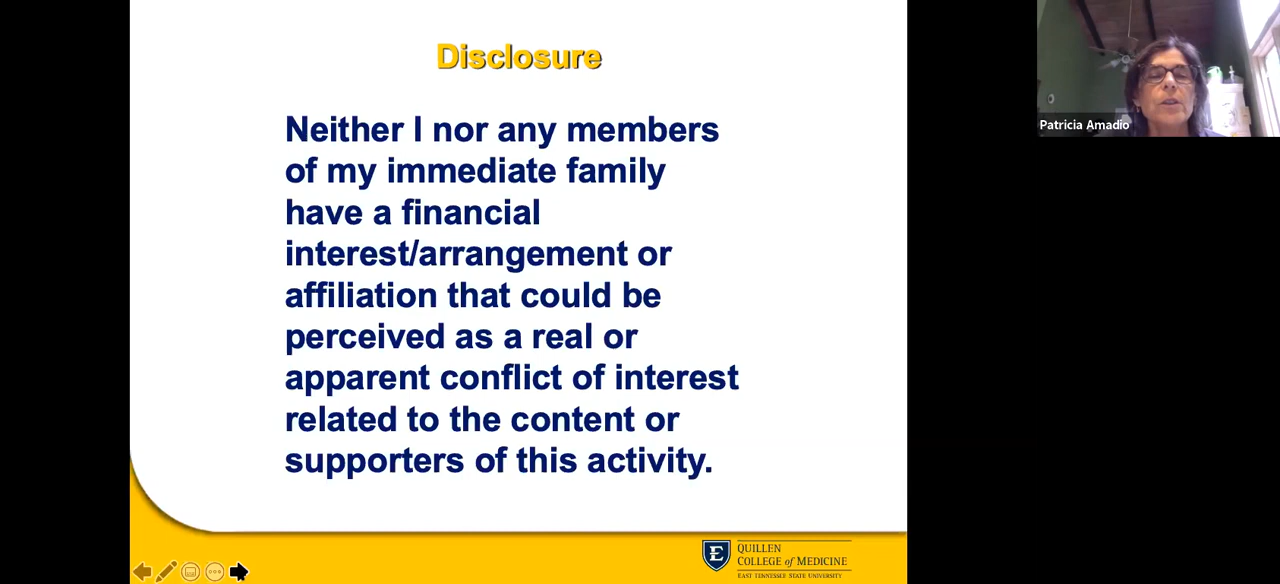 Disclosure
Neither I nor any members
of my immediate family
have a financial
interest/arrangement or
affiliation that could be
perceived as a real or
apparent conflict of interest
related to the content or
supporters of this activity.
Patricia Amadio
E
QUILLEN
COLLEGE of MEDICINE
EAST TENNESSEE STATE UNIVERSITY